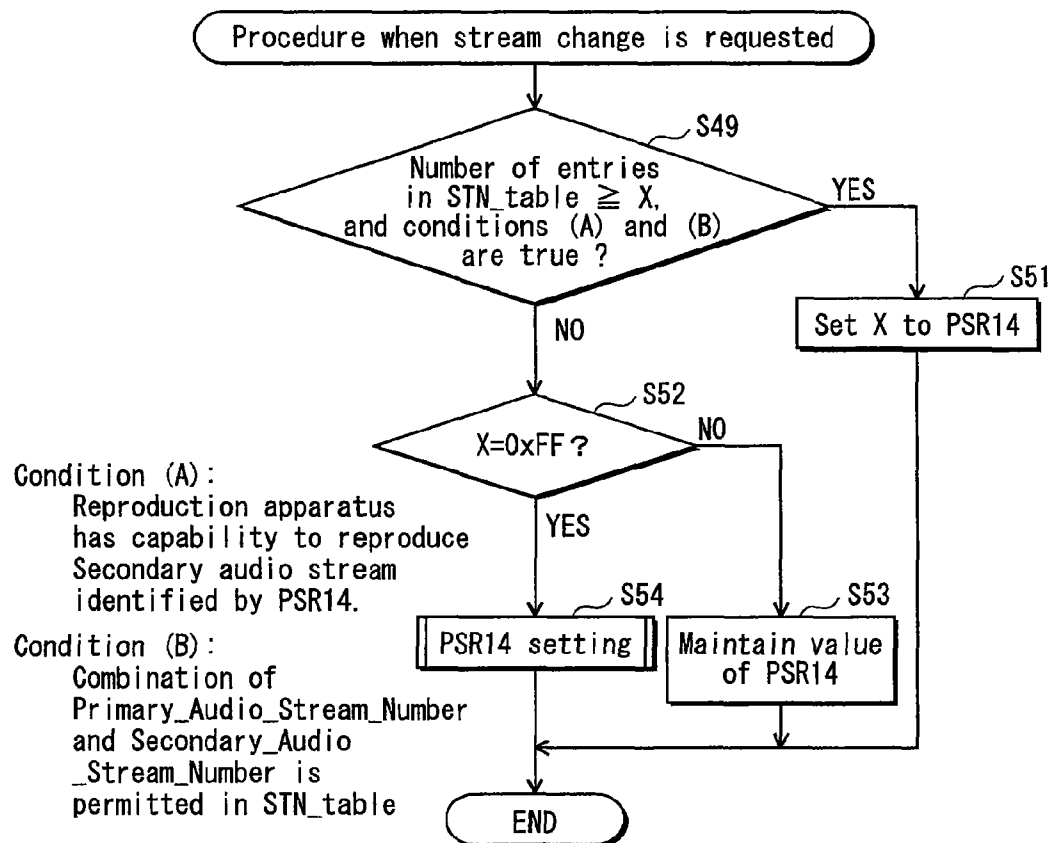 Procedure when stream change is requested
S49
Number of entries
in STN_table ≧ X,
and conditions (A) and (B)
are true ?
YES
S51
Set X to PSR14
NO
S52
X=0xFF?
NO
YES
Condition (A):
Reproduction apparatus
has capability to reproduce
Secondary audio stream
identified by PSR14.
S54
PSR14 setting
S53
Maintain value
of PSR14
Condition (B):
Combination of
Primary_Audio_Stream_Number
and Secondary_Audio
_Stream_Number is
permitted in STN_table
END